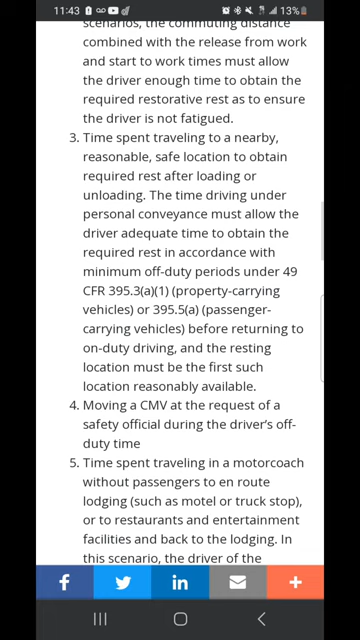 11:43
13%
scenarios, the commuting distance
combined with the release from work
and start to work times must allow
the driver enough time to obtain the
required restorative rest as to ensure
the driver is not fatigued.
3. Time spent traveling to a nearby,
reasonable, safe location to obtain
required rest after loading or
unloading. The time driving under
personal conveyance must allow the
driver adequate time to obtain the
required rest in accordance with
minimum off-duty periods under 49
CFR 395.3(a)(1) (property-carrying
vehicles) or 395.5(a) (passenger-
carrying vehicles) before returning to
on-duty driving, and the resting
location must be the first such
location reasonably available.
4. Moving a CMV at the request of a
safety official during the driver's off-
duty time
5. Time spent traveling in a motorcoach
without passengers to en route
lodging (such as motel or truck stop),
or to restaurants and entertainment
facilities and back to the lodging. In
this scenario, the driver of the